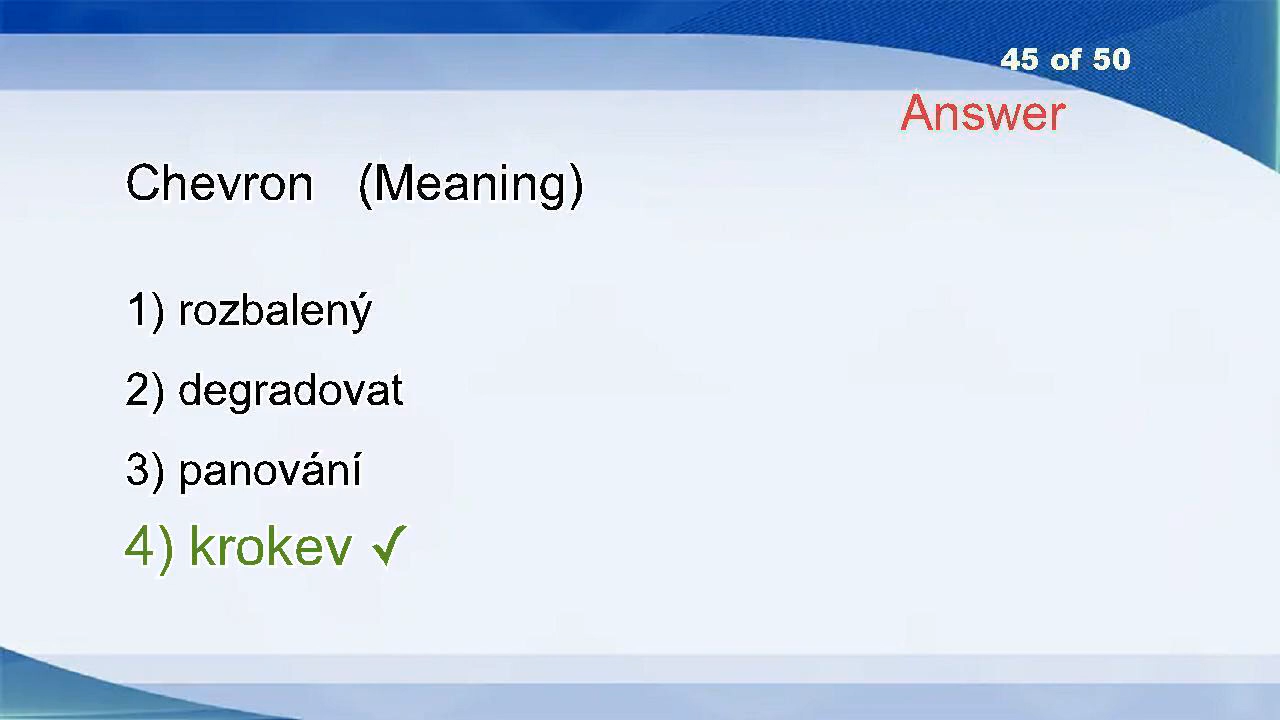 45 of 50
Answer
Chevron (Meaning)
1) rozbalený
2) degradovat
3) panování
4) krokev ✓